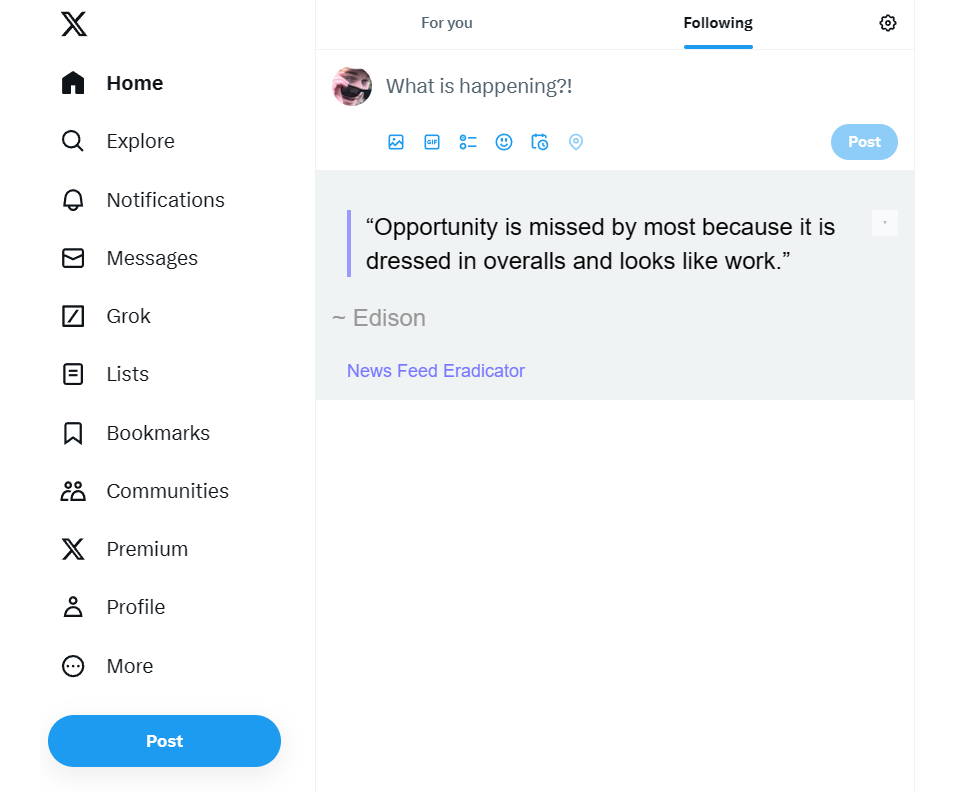 Home
Explore
Notifications
Messages
Grok
Lists
Bookmarks
Communities
Premium
Profile
More
Post
For you
Following
What is happening?!
GIF
Post
“Opportunity is missed by most because it is
dressed in overalls and looks like work.”
~ Edison
News Feed Eradicator